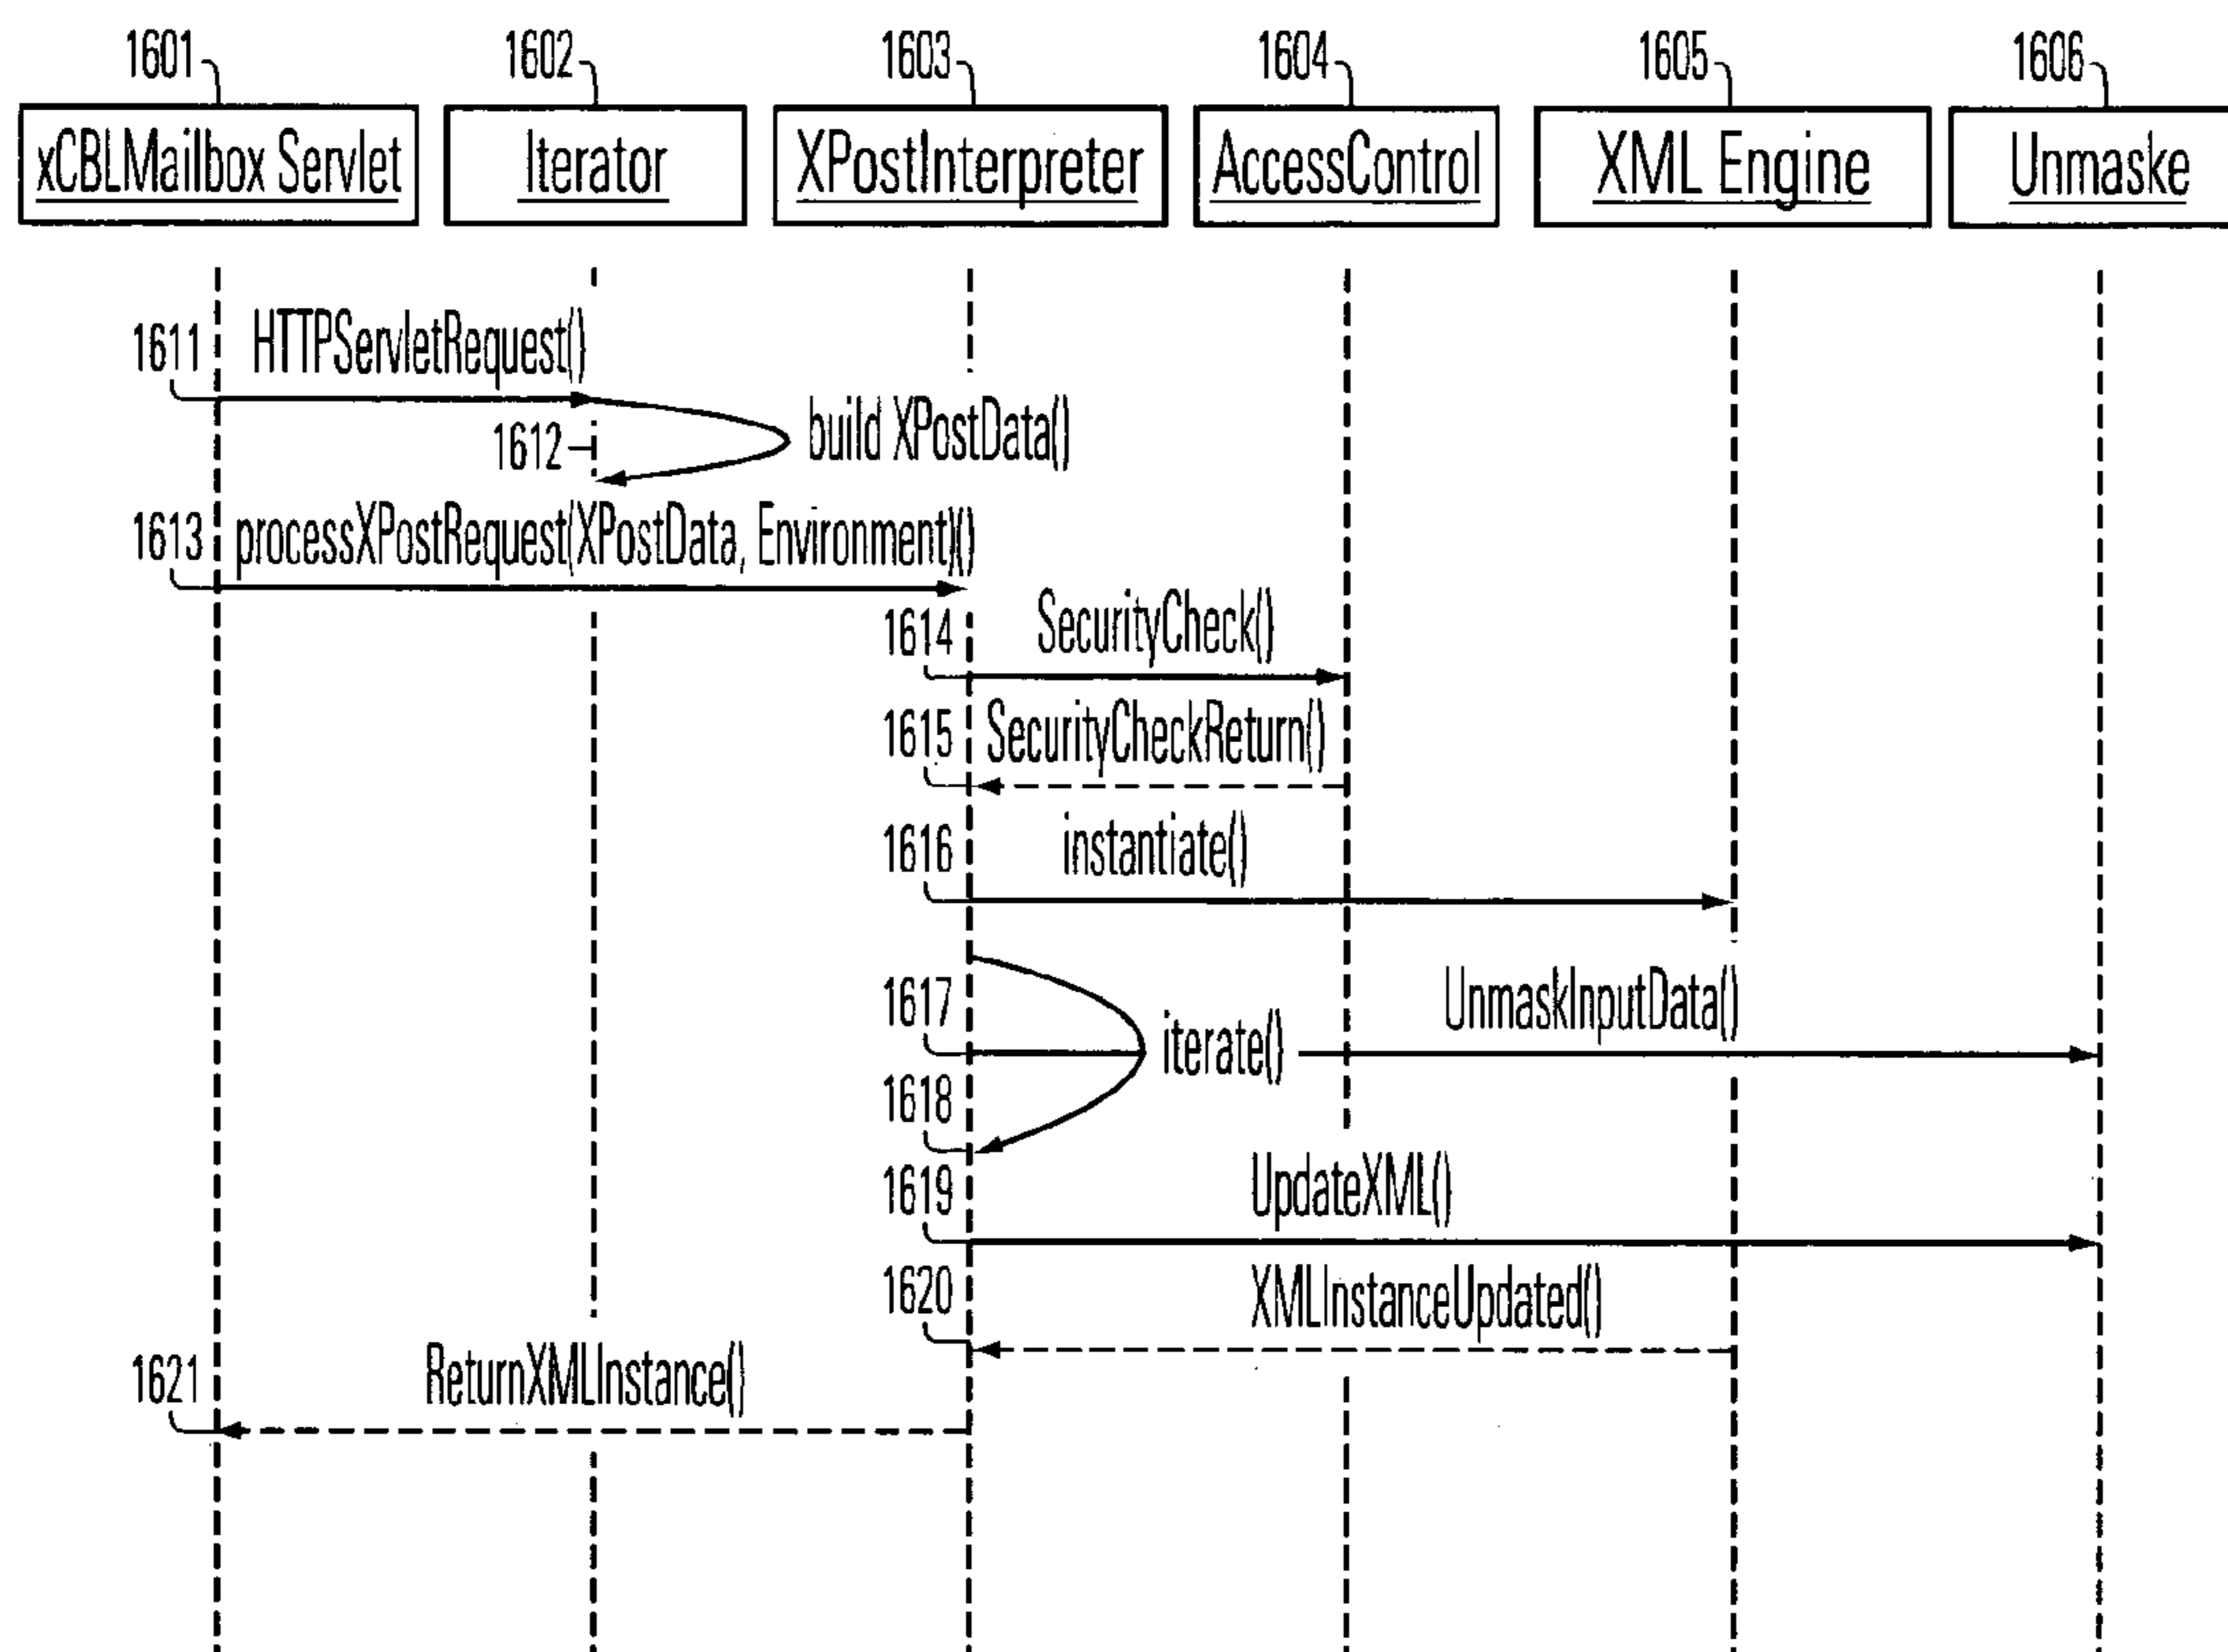 1601 1602 1603 1604 1605 1606
xCBLMailbox Servlet Iterator XPostInterpreter AccessControl XML Engine Unmaske
1611 HTTPServletRequest()
1612 build XPostData()
1613 processXPostRequest(XPostData, Environment)()
1614 SecurityCheck()
1615 SecurityCheckReturn()
1616 instantiate()
1617 iterate() UnmaskInputData()
1618
1619 UpdateXML()
1620 XMLInstanceUpdated()
1621 ReturnXMLInstance()